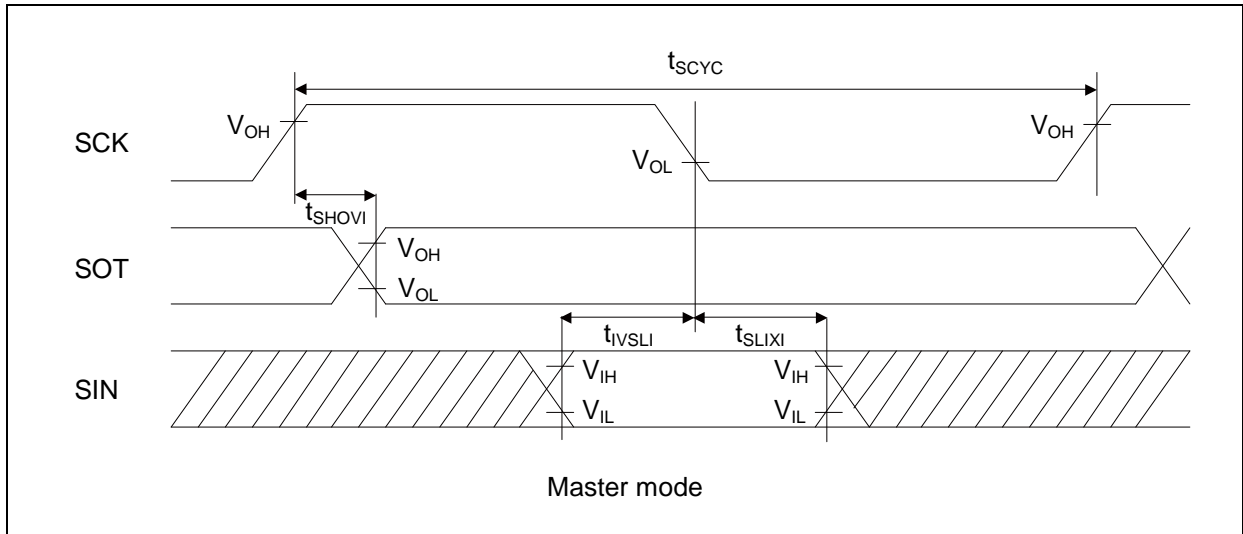 tSCYC
SCK
VOH
VOL
VOH
tSHOVI
SOT
VOH
VOL
tIVSLI
tSLIXI
SIN
VIH
VIH
VIL
VIL
Master mode